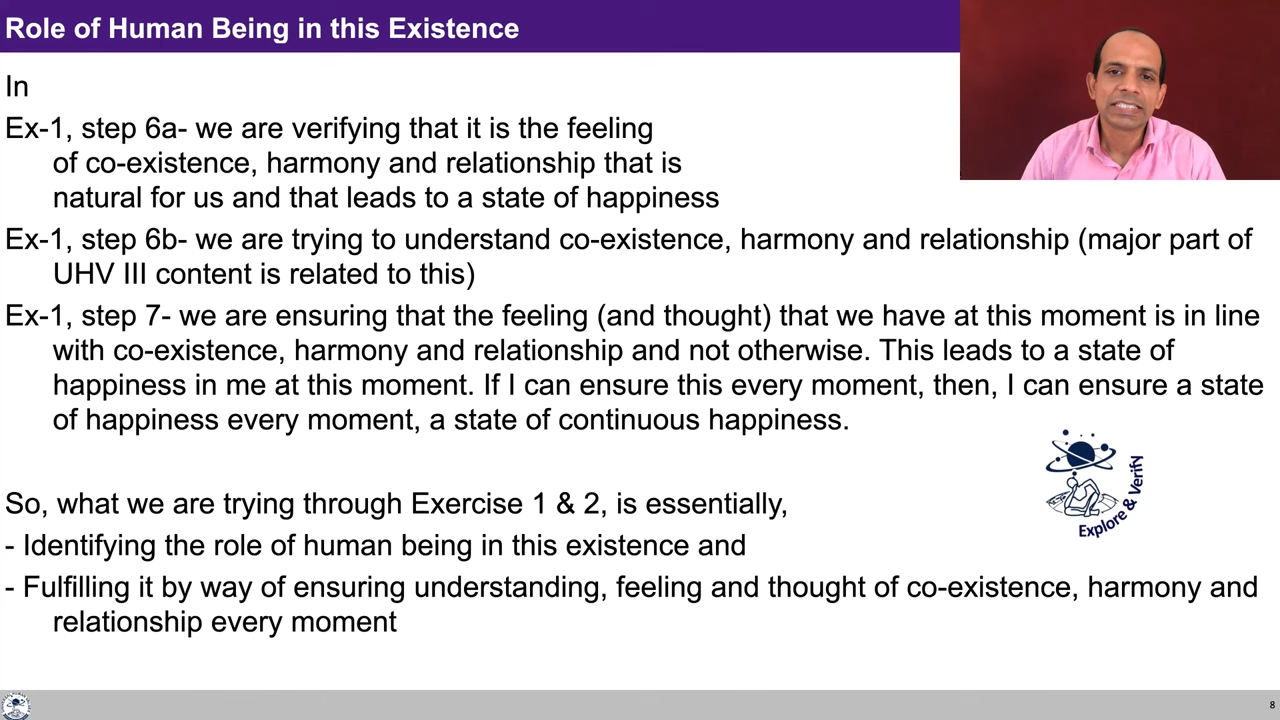 Role of Human Being in this Existence
In
Ex-1, step 6a- we are verifying that it is the feeling
of co-existence, harmony and relationship that is
natural for us and that leads to a state of happiness
Ex-1, step 6b- we are trying to understand co-existence, harmony and relationship (major part of
UHV III content is related to this)
Ex-1, step 7- we are ensuring that the feeling (and thought) that we have at this moment is in line
with co-existence, harmony and relationship and not otherwise. This leads to a state of
happiness in me at this moment. If I can ensure this every moment, then, I can ensure a state
of happiness every moment, a state of continuous happiness.
Explore & Verify
So, what we are trying through Exercise 1 & 2, is essentially,
- Identifying the role of human being in this existence and
- Fulfilling it by way of ensuring understanding, feeling and thought of co-existence, harmony and
relationship every moment
8